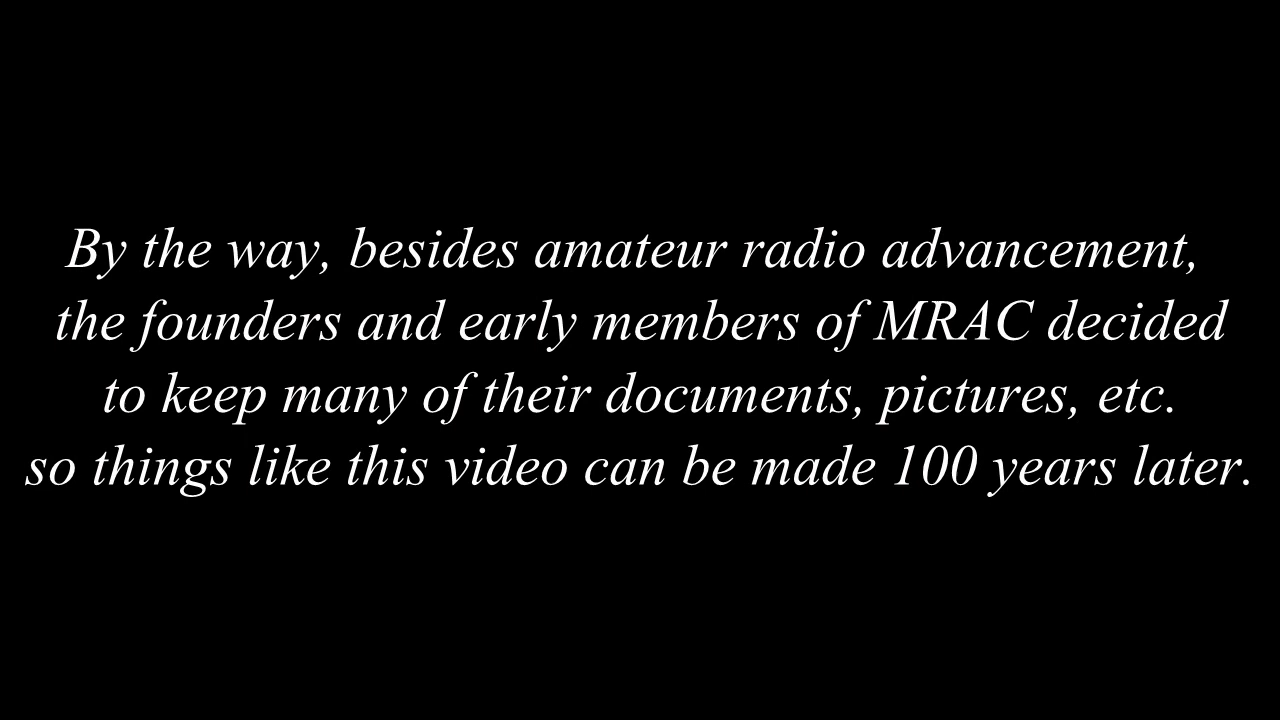 By the way, besides amateur radio advancement,
the founders and early members of MRAC decided
to keep many of their documents, pictures, etc.
so things like this video can be made 100 years later.